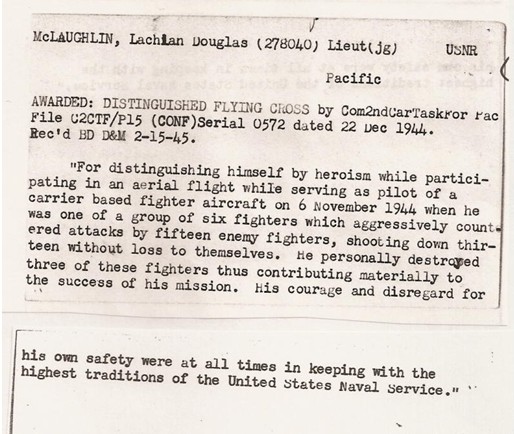 McLAUGHLIN, Lachlan Douglas (278040) Lieut(jg) USNR
Pacific
AWARDED: DISTINGUISHED FLYING CROSS by Com2ndCarTaskFor Pac
File C2CTF/P15 (CONF)Serial 0572 dated 22 Dec 1944.
Rec'd BD D&M 2-15-45.
"For distinguishing himself by heroism while partici-
pating in an aerial flight while serving as pilot of a
carrier based fighter aircraft on 6 November 1944 when he
was one of a group of six fighters which aggressively count-
ered attacks by fifteen enemy fighters, shooting down thir-
teen without loss to themselves. He personally destroyed
three of these fighters thus contributing materially to
the success of his mission. His courage and disregard for
his own safety were at all times in keeping with the
highest traditions of the United States Naval Service."